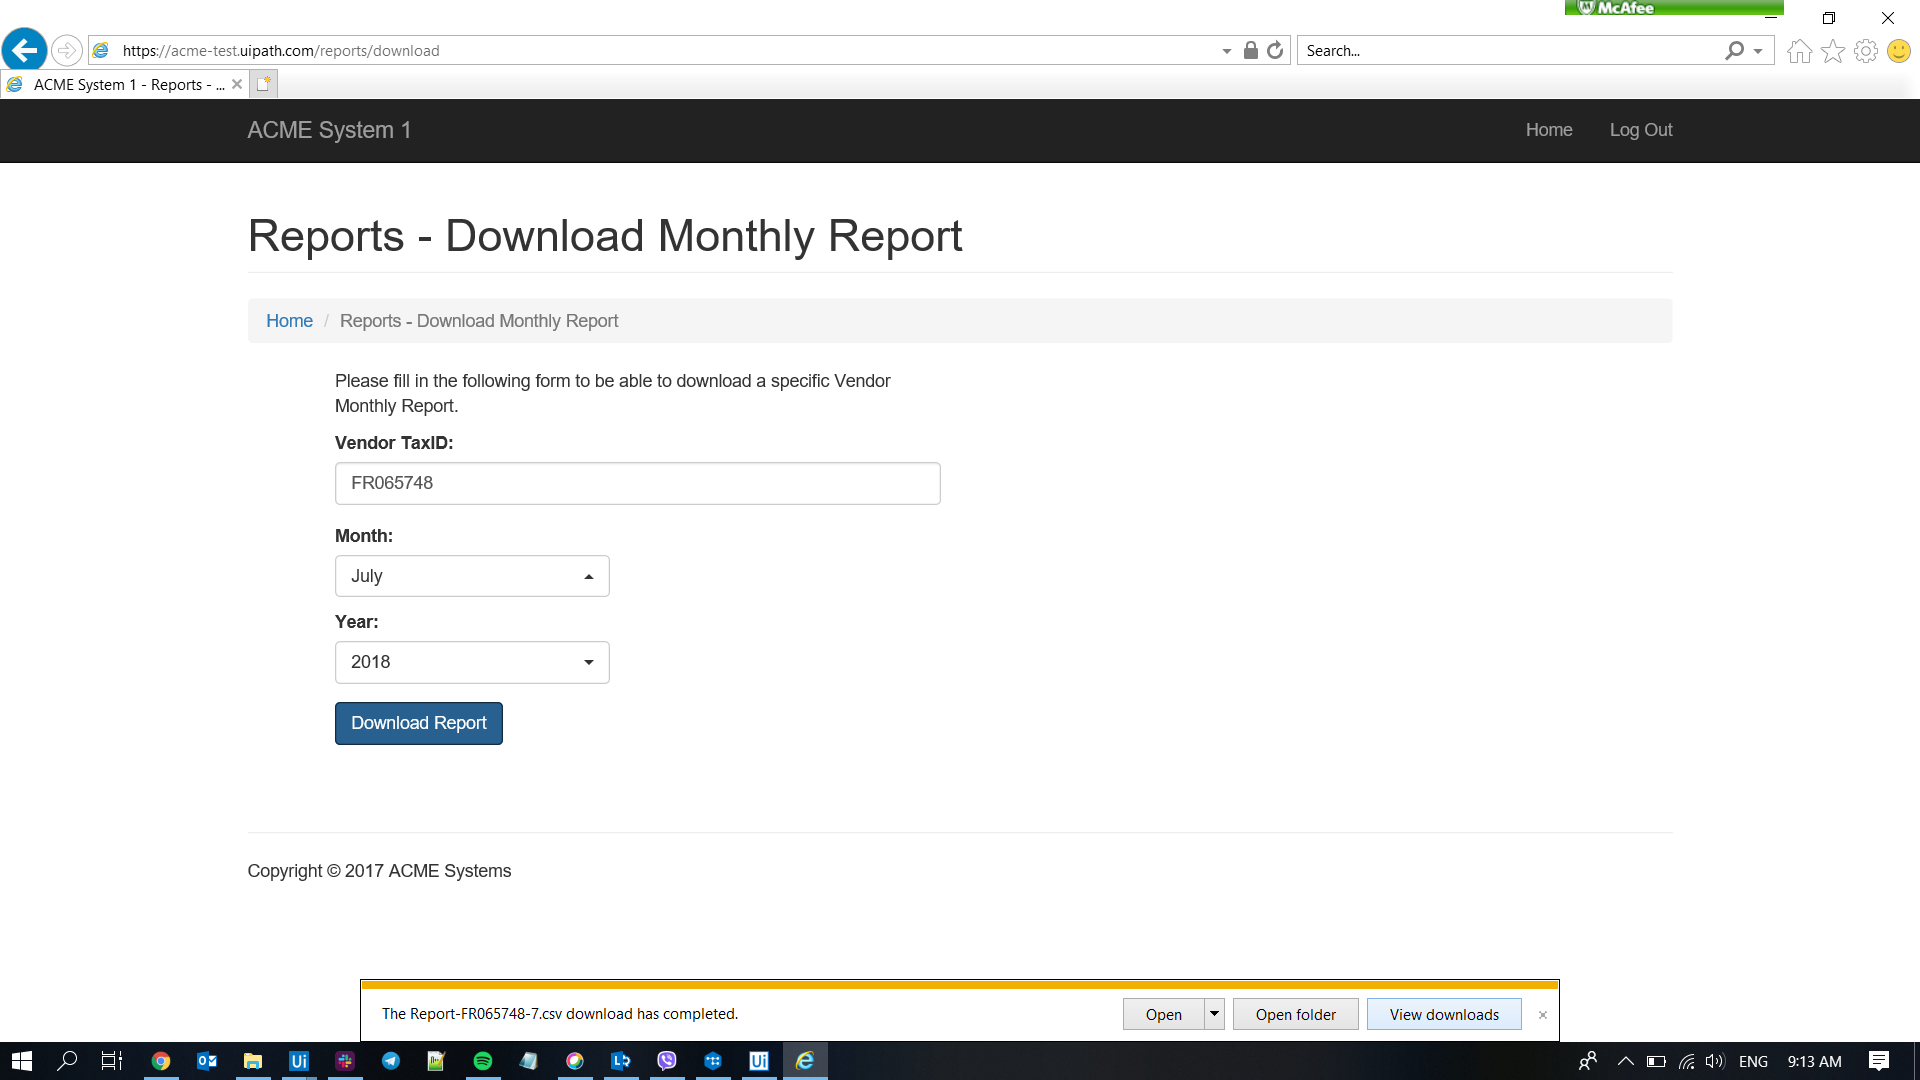 McAfee
https://acme-test.uipath.com/reports/download
Search...
ACME System 1 - Reports - ...
ACME System 1
Home
Log Out
Reports - Download Monthly Report
Home / Reports - Download Monthly Report
Please fill in the following form to be able to download a specific Vendor
Monthly Report.
Vendor TaxID:
FR065748
Month:
July
Year:
2018
Download Report
Copyright © 2017 ACME Systems
The Report-FR065748-7.csv download has completed.
Open
Open folder
View downloads
ENG
9:13 AM